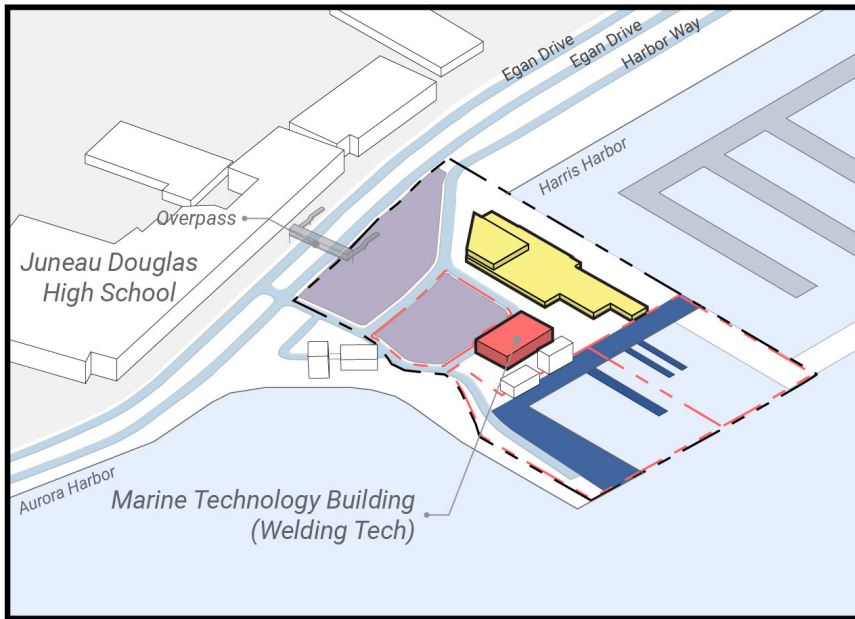 Egan Drive
Egan Drive
Harbor Way
Harris Harbor
Overpass
Juneau Douglas
High School
Aurora Harbor
Marine Technology Building
(Welding Tech)